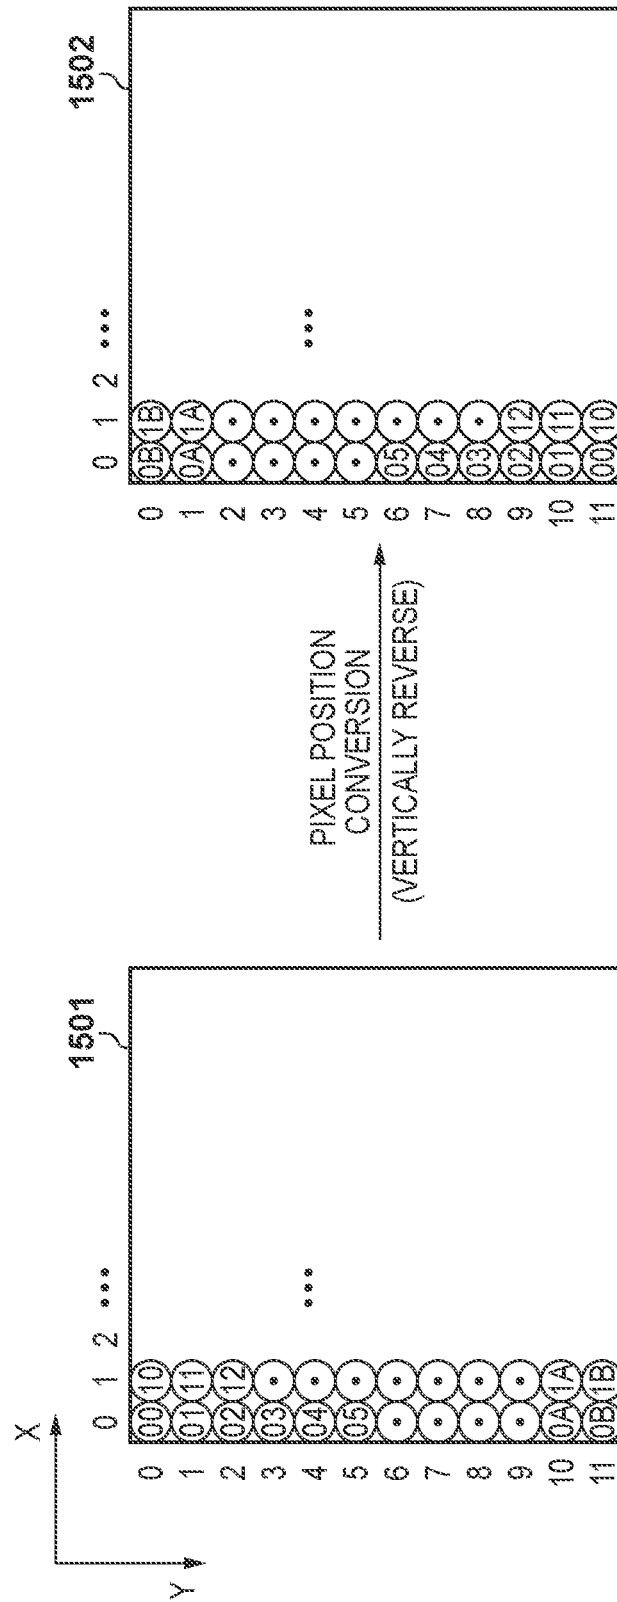 X
Y
1501
0 1 2 •••
0 00 10
1 01 11
2 02 12
3 03 •
4 04 • •••
5 05 •
6 • •
7 • •
8 • •
9 • •
10 0A 1A
11 0B 1B
PIXEL POSITION
CONVERSION
(VERTICALLY REVERSE)
1502
0 1 2 •••
0 0B 1B
1 0A 1A
2 • •
3 • •
4 • • •••
5 • •
6 05 •
7 04 •
8 03 •
9 02 12
10 01 11
11 00 10